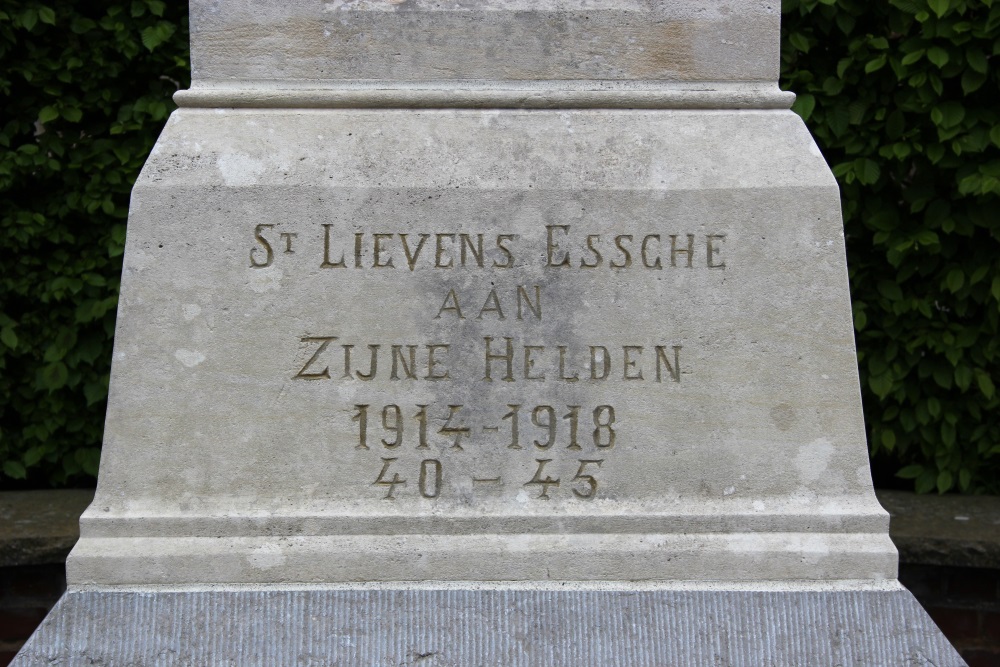 St Lievens Essche
aan
Zijne Helden
1914-1918
40-45